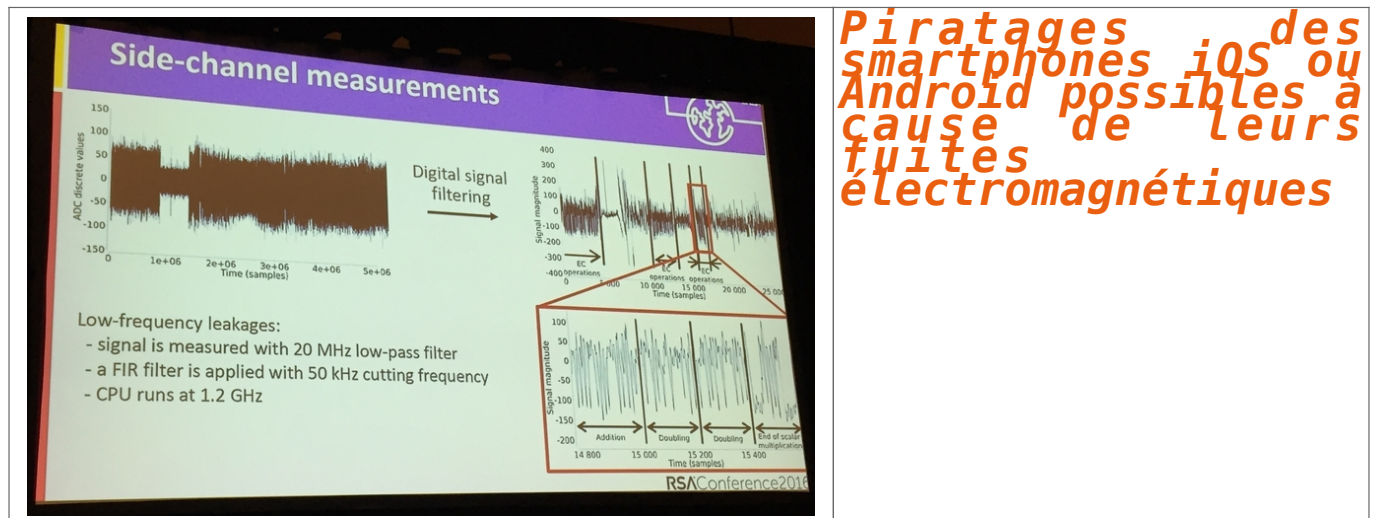 Side-channel measurements
150
100
50
0
-50
-100
-150
ADC discrete values
0
1e+06
2e+06
3e+06
4e+06
5e+06
Time (samples)
Digital signal
filtering
400
300
200
100
0
-100
-200
-300
-400
Signal magnitude
EC
operations
EC
operations
EC
operations
0
10 000
15 000
20 000
Time (samples)
Low-frequency leakages:
- signal is measured with 20 MHz low-pass filter
- a FIR filter is applied with 50 kHz cutting frequency
- CPU runs at 1.2 GHz
100
50
0
-50
-100
-150
-200
Signal magnitude
Addition
Doubling
Doubling
End of scalar
multiplication
14 800
15 000
15 200
15 400
Time (samples)
RSAConference2016
Piratages des
smartphones iOS ou
Android possibles à
cause de leurs
fuites
électromagnétiques